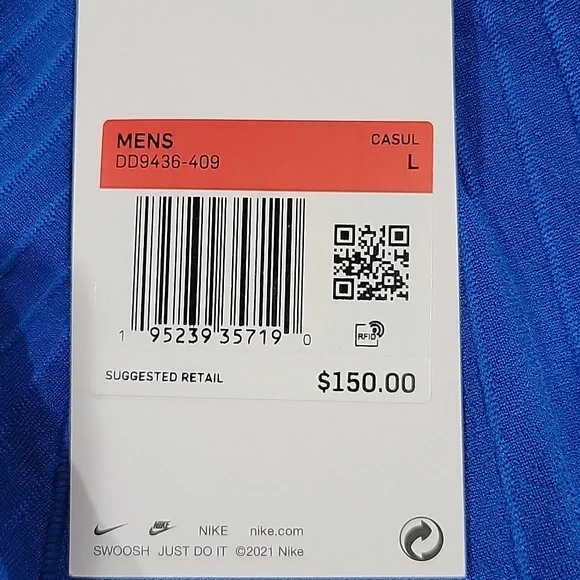 MENS CASUL
DD9436-409 L
1 95239 35719 0
RFID
SUGGESTED RETAIL $150.00
NIKE NIKE nike.com
SWOOSH JUST DO IT ©2021 Nike